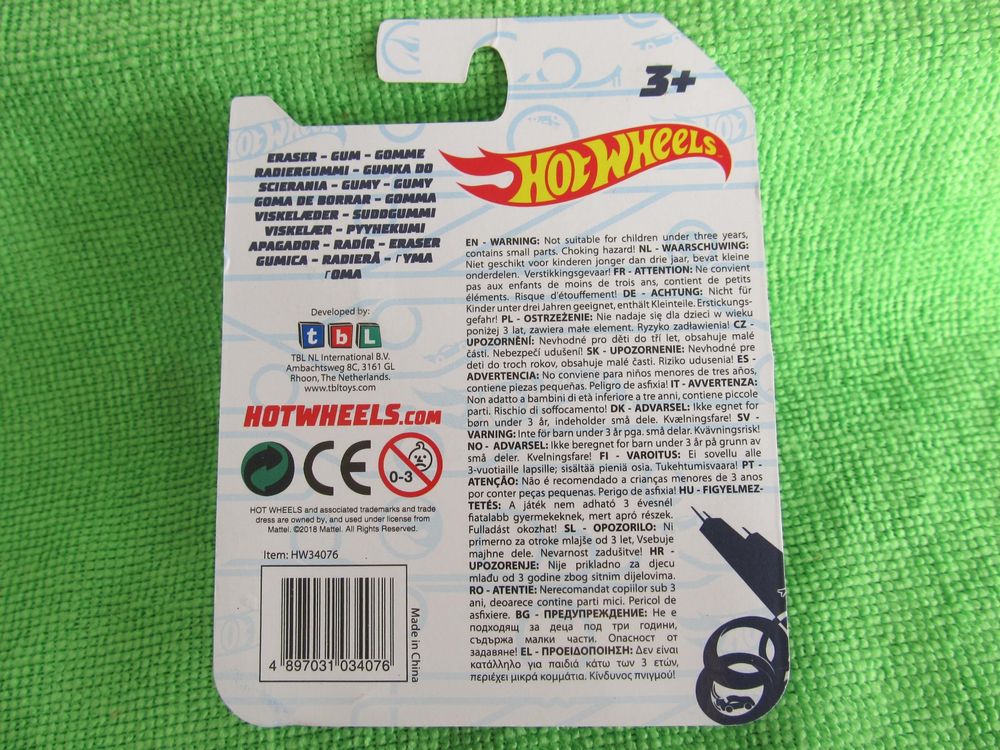 3+
HOT WHEELS
ERASER - GUM - GOMME
RADIERGUMMI - GUMKA DO
SCIERANIA - GUMY - GUMY
GOMA DE BORRAR - GOMMA
VISKELÆDER - SUDDGUMMI
VISKELÆR - PYYHEKUMI
APAGADOR - RADÍR - ERASER
GUMICA - RADIERĂ - ГУМА
ГОМА
Developed by:
tbL
TBL NL International B.V.
Ambachtsweg 8C, 3161 GL
Rhoon, The Netherlands.
www.tbltoys.com
HOTWHEELS.COM
CE
0-3
HOT WHEELS and associated trademarks and trade
dress are owned by, and used under license from
Mattel. ©2018 Mattel. All Rights Reserved.
Item: HW34076
4 897031 034076
Made in China
EN - WARNING: Not suitable for children under three years,
contains small parts. Choking hazard! NL - WAARSCHUWING:
Niet geschikt voor kinderen jonger dan drie jaar, bevat kleine
onderdelen. Verstikkingsgevaar! FR - ATTENTION: Ne convient
pas aux enfants de moins de trois ans, contient de petits
éléments. Risque d'étouffement! DE - ACHTUNG: Nicht für
Kinder unter drei Jahren geeignet, enthält Kleinteile. Erstickungs-
gefahr! PL - OSTRZEŻENIE: Nie nadaje się dla dzieci w wieku
poniżej 3 lat, zawiera małe element. Ryzyko zadławienia! CZ -
UPOZORNĚNÍ: Nevhodné pro děti do tří let, obsahuje malé
části. Nebezpečí udušení! SK - UPOZORNENIE: Nevhodné pre
deti do troch rokov, obsahuje malé časti. Riziko udusenia! ES -
ADVERTENCIA: No conviene para niños menores de tres años,
contiene piezas pequeñas. Peligro de asfixia! IT - AVVERTENZA:
Non adatto a bambini di età inferiore a tre anni, contiene piccole
parti. Rischio di soffocamento! DK - ADVARSEL: Ikke egnet for
børn under 3 år, indeholder små dele. Kvælningsfare! SV -
VARNING: Inte för barn under 3 år pga. små delar. Kvävningsrisk!
NO - ADVARSEL: Ikke beregnet for barn under 3 år på grunn av
små deler. Kvelningsfare! FI - VAROITUS: Ei sovellu alle
3-vuotiaille lapsille; sisältää pieniä osia. Tukehtumisvaara! PT -
ATENÇÃO: Não é recomendado a crianças menores de 3 anos
por conter peças pequenas. Perigo de asfixia! HU - FIGYELMEZ-
TETÉS: A játék nem adható 3 évesnél
fiatalabb gyermekeknek, mert apró részek.
Fulladást okozhat! SL - OPOZORILO: Ni
primerno za otroke mlajše od 3 let, Vsebuje
majhne dele. Nevarnost zadušitve! HR -
UPOZORENJE: Nije prikladno za djecu
mlađu od 3 godine zbog sitnim dijelovima.
RO - ATENTIE: Nerecomandat copiilor sub 3
ani, deoarece contine parti mici. Pericol de
asfixiere. BG - ПРЕДУПРЕЖДЕНИЕ: Не е
подходящ за деца под три години,
съдържа малки части. Опасност от
задавяне! EL - ΠΡΟΕΙΔΟΠΟΙΗΣΗ: Δεν είναι
κατάλληλο για παιδιά κάτω των 3 ετών,
περιέχει μικρά κομμάτια. Κίνδυνος πνιγμού!